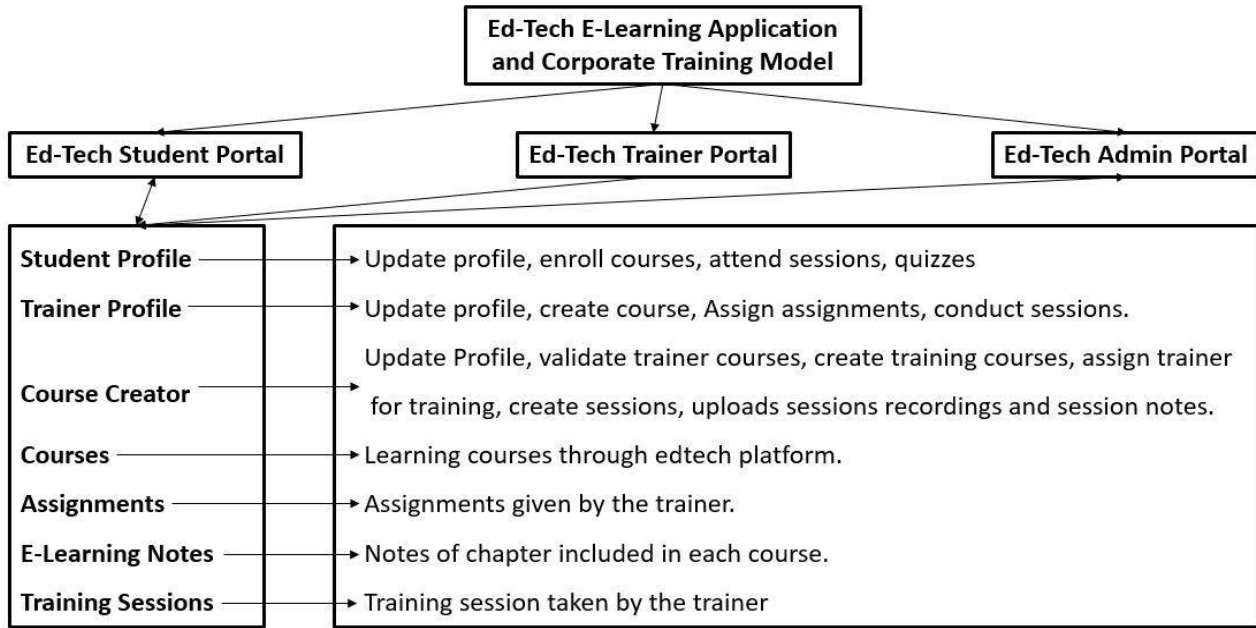 Ed-Tech E-Learning Application
and Corporate Training Model
Ed-Tech Student Portal
Ed-Tech Trainer Portal
Ed-Tech Admin Portal
Student Profile
Update profile, enroll courses, attend sessions, quizzes
Trainer Profile
Update profile, create course, Assign assignments, conduct sessions.
Course Creator
Update Profile, validate trainer courses, create training courses, assign trainer
for training, create sessions, uploads sessions recordings and session notes.
Courses
Learning courses through edtech platform.
Assignments
Assignments given by the trainer.
E-Learning Notes
Notes of chapter included in each course.
Training Sessions
Training session taken by the trainer